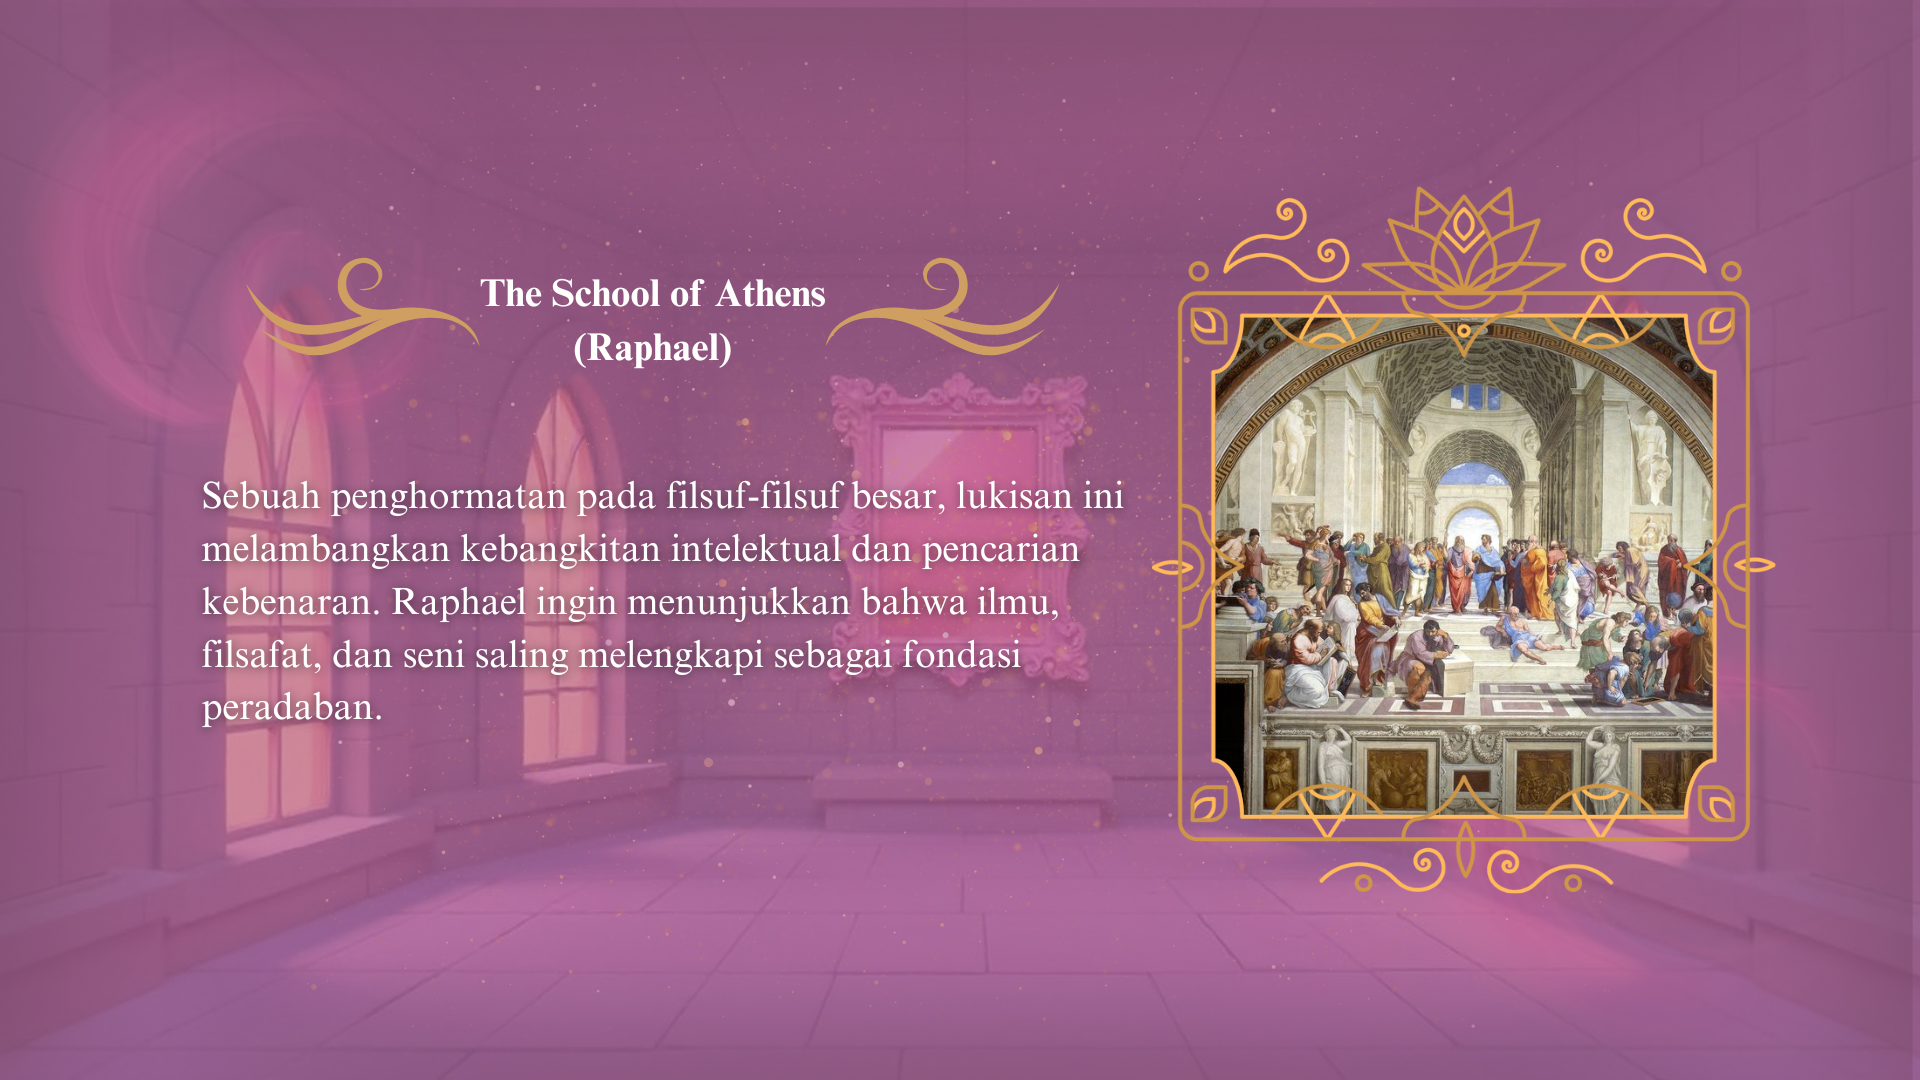 The School of Athens
(Raphael)
Sebuah penghormatan pada filsuf-filsuf besar, lukisan ini
melambangkan kebangkitan intelektual dan pencarian
kebenaran. Raphael ingin menunjukkan bahwa ilmu,
filsafat, dan seni saling melengkapi sebagai fondasi
peradaban.